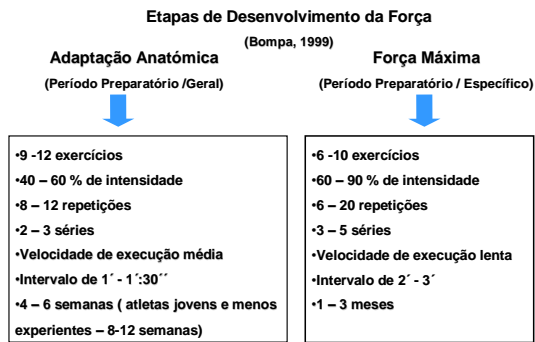 Etapas de Desenvolvimento da Força
(Bompa, 1999)
Adaptação Anatómica
(Período Preparatório /Geral)
•9 -12 exercícios
•40 – 60 % de intensidade
•8 – 12 repetições
•2 – 3 séries
•Velocidade de execução média
•Intervalo de 1´ - 1´:30´´
•4 – 6 semanas ( atletas jovens e menos
experientes – 8-12 semanas)
Força Máxima
(Período Preparatório / Específico)
•6 -10 exercícios
•60 – 90 % de intensidade
•6 – 20 repetições
•3 – 5 séries
•Velocidade de execução lenta
•Intervalo de 2´ - 3´
•1 – 3 meses